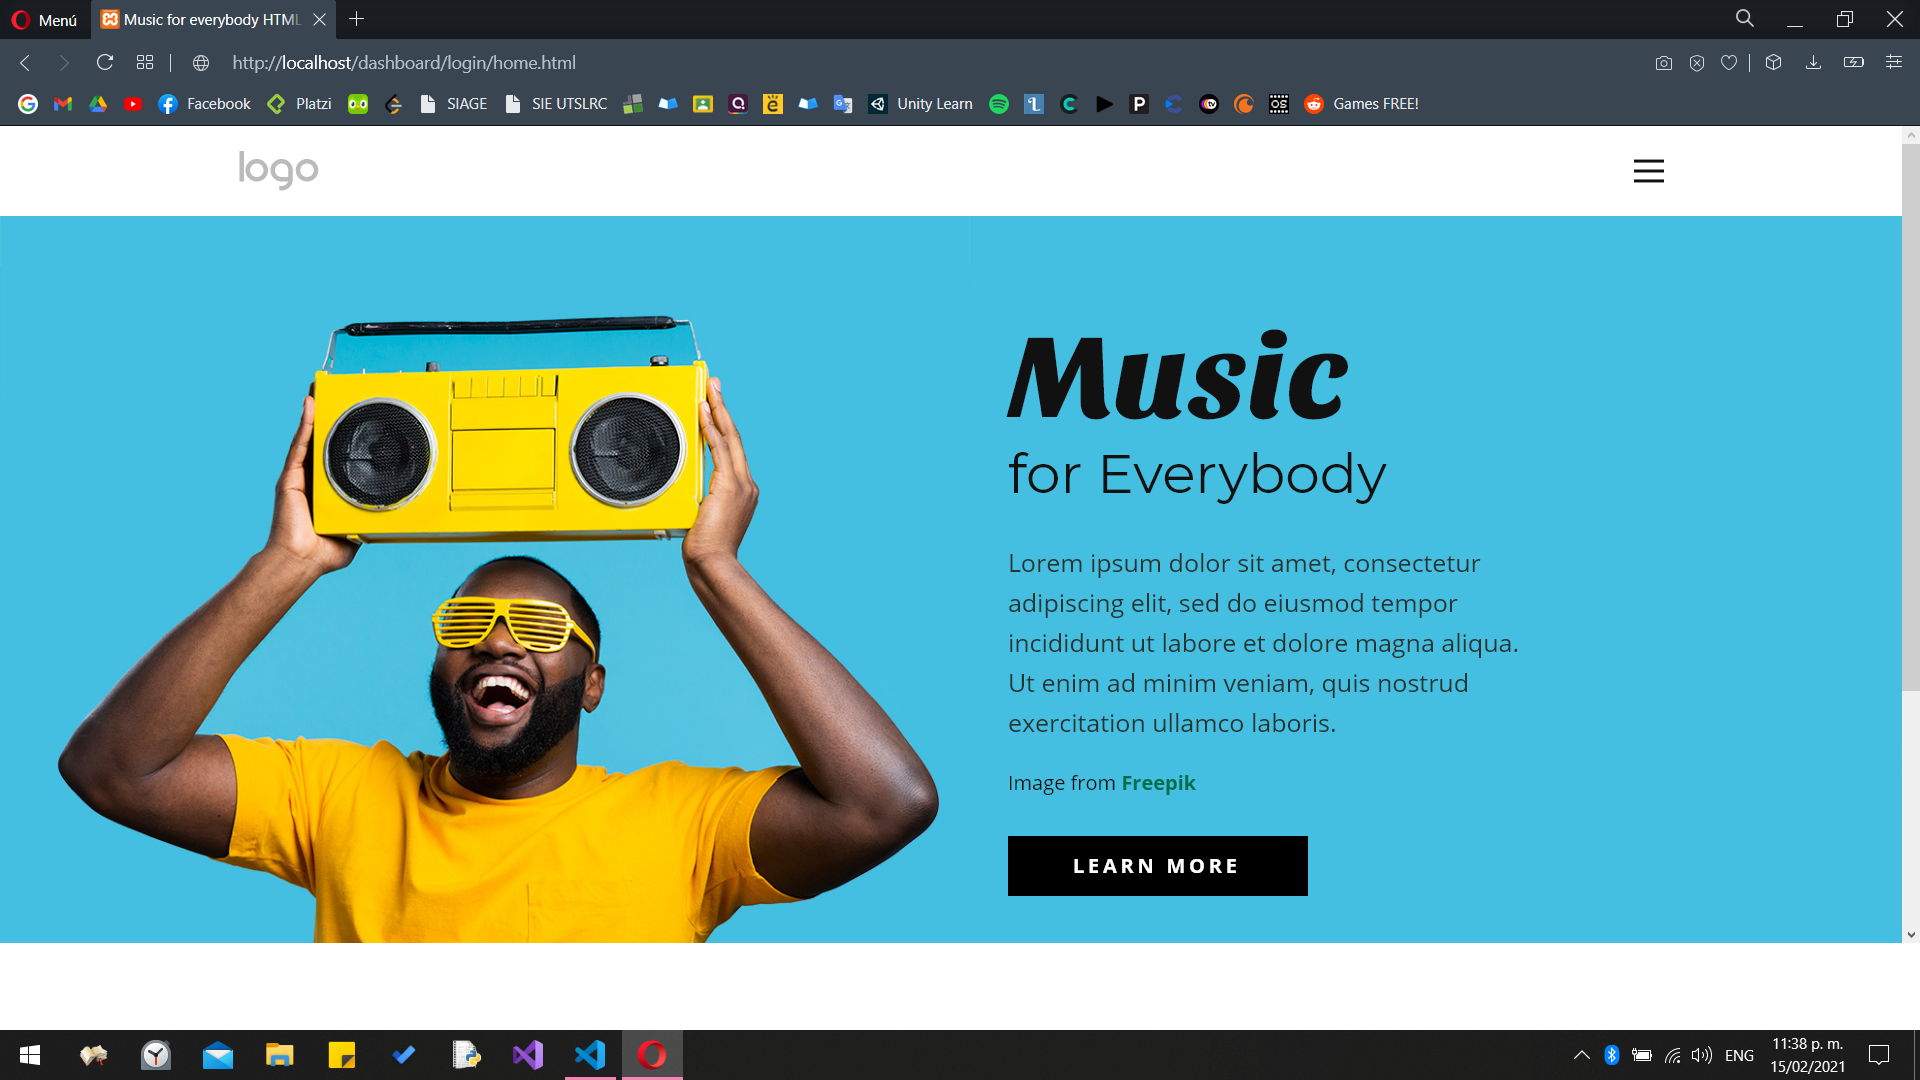 Menú
Music for everybody HTML
http://localhost/dashboard/login/home.html
Facebook
Platzi
SIAGE
SIE UTSLRC
Unity Learn
Games FREE!
logo
Music
for Everybody
Lorem ipsum dolor sit amet, consectetur
adipiscing elit, sed do eiusmod tempor
incididunt ut labore et dolore magna aliqua.
Ut enim ad minim veniam, quis nostrud
exercitation ullamco laboris.
Image from Freepik
LEARN MORE
ENG
11:38 p. m.
15/02/2021